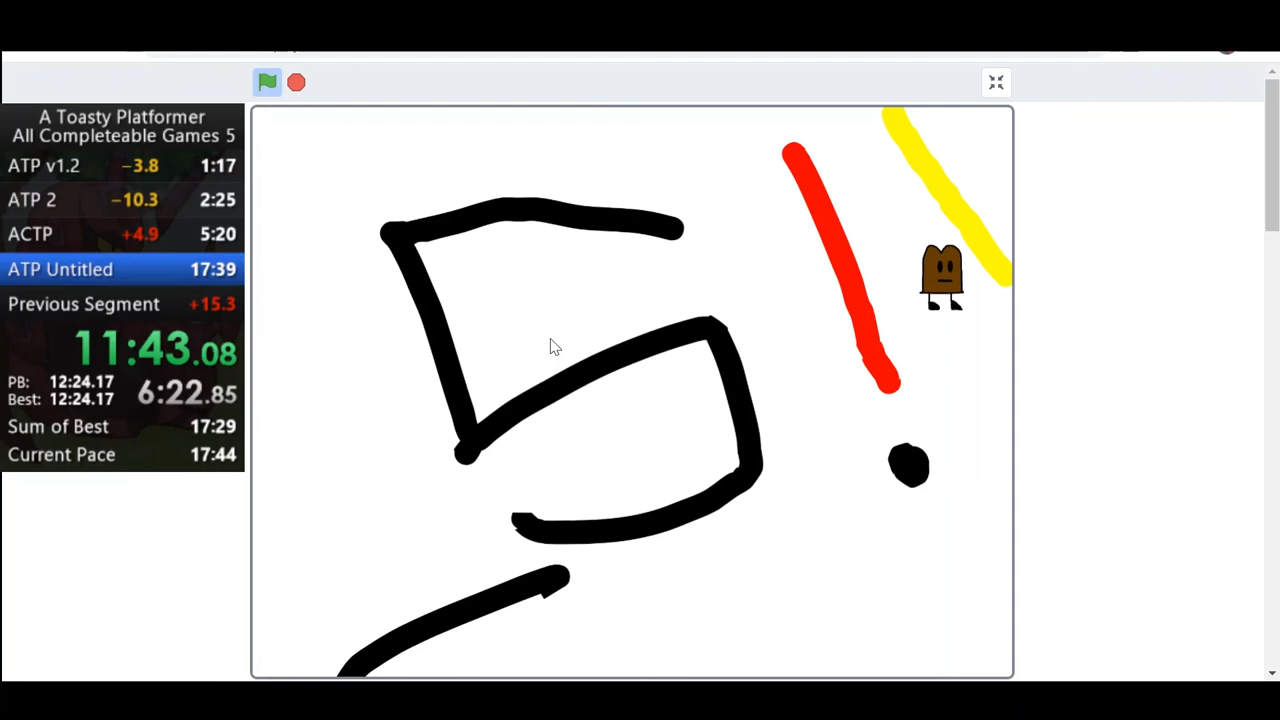 A Toasty Platformer
All Completeable Games 5
ATP v1.2 −3.8 1:17
ATP 2 −10.3 2:25
ACTP +4.9 5:20
ATP Untitled 17:39
Previous Segment +15.3
11:43.08
PB: 12:24.17
Best: 12:24.17
6:22.85
Sum of Best 17:29
Current Pace 17:44
5